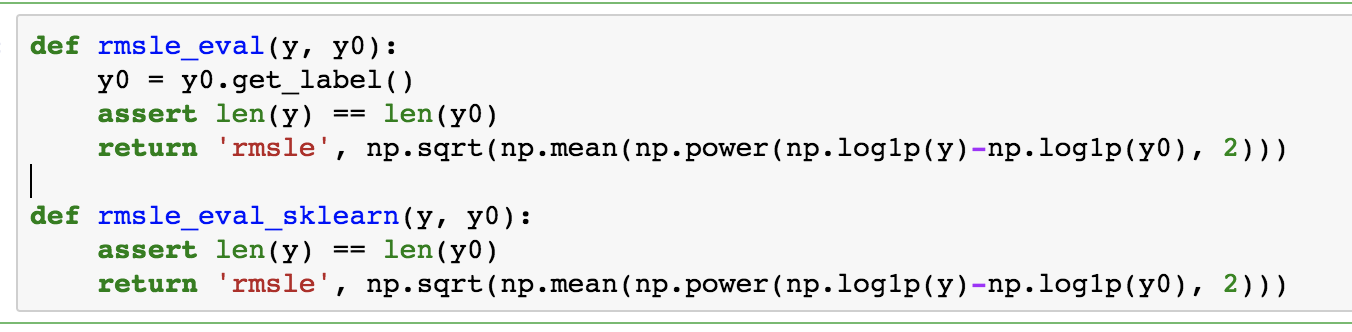 def rmsle_eval(y, y0):
    y0 = y0.get_label()
    assert len(y) == len(y0)
    return 'rmsle', np.sqrt(np.mean(np.power(np.log1p(y)-np.log1p(y0), 2)))
def rmsle_eval_sklearn(y, y0):
    assert len(y) == len(y0)
    return 'rmsle', np.sqrt(np.mean(np.power(np.log1p(y)-np.log1p(y0), 2)))